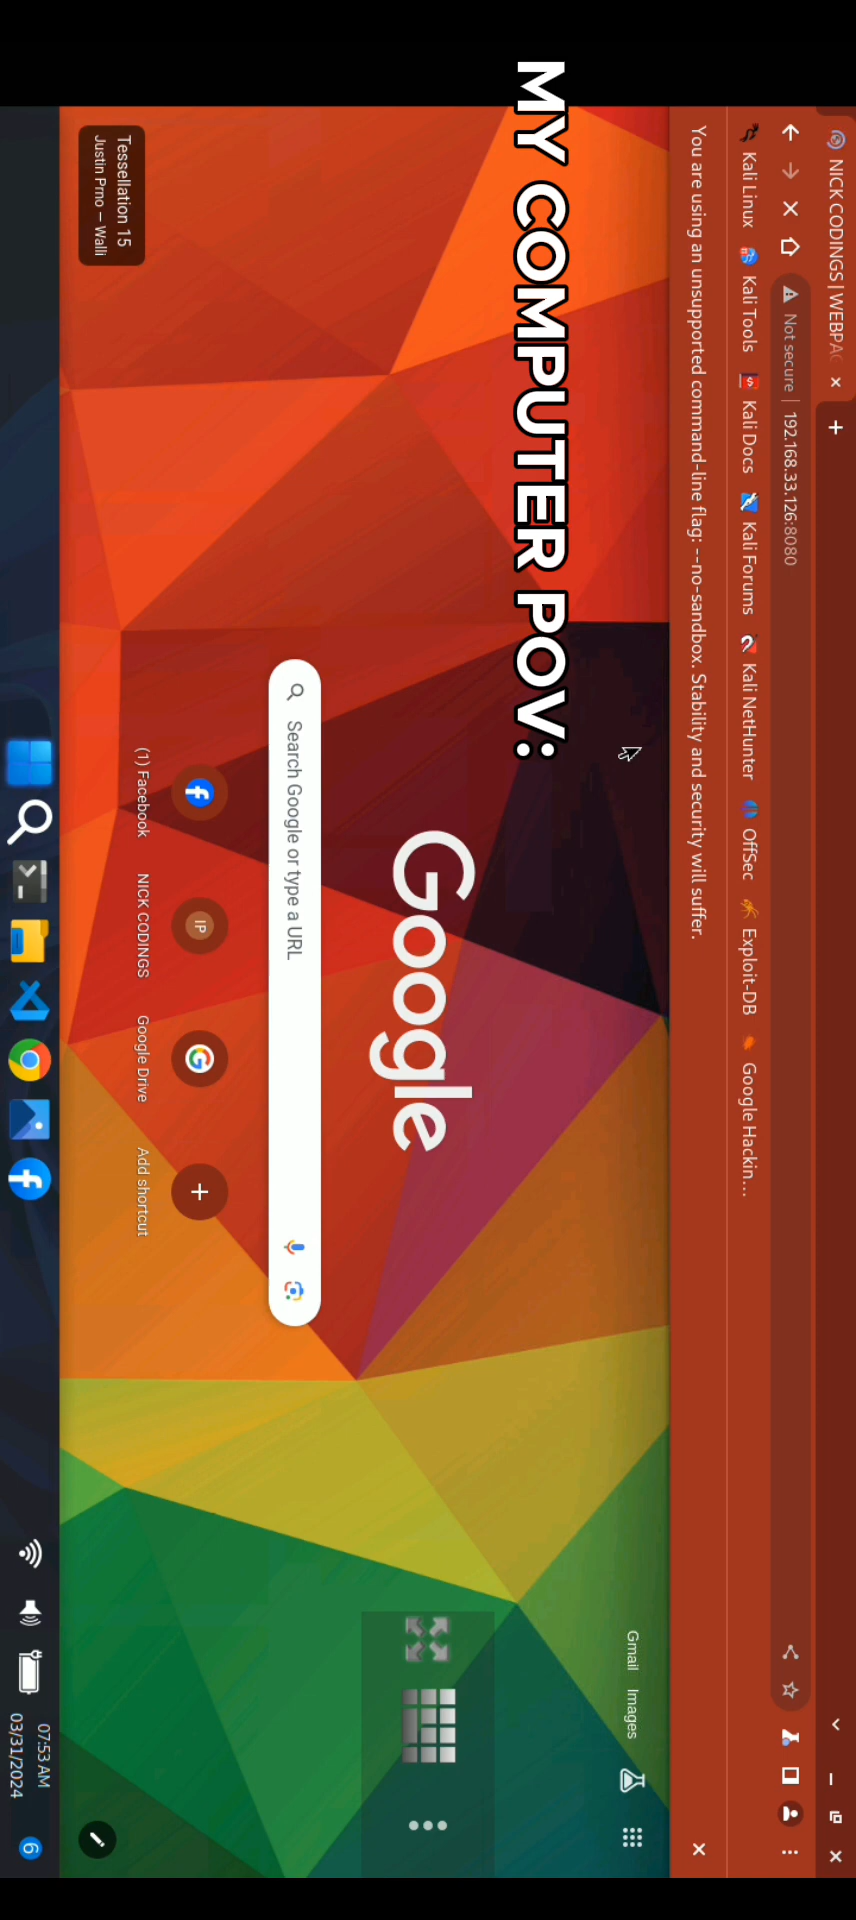 NICK CODINGS | WEBPAG
Not secure | 192.168.33.126:8080
Kali Linux Kali Tools Kali Docs Kali Forums Kali NetHunter OffSec Exploit-DB Google Hackin...
You are using an unsupported command-line flag: --no-sandbox. Stability and security will suffer.
Gmail Images
MY COMPUTER POV:
Google
Search Google or type a URL
(1) Facebook NICK CODINGS Google Drive Add shortcut
IP
Tessellation 15
Justin Prno – Walli
07:53 AM
03/31/2024
6